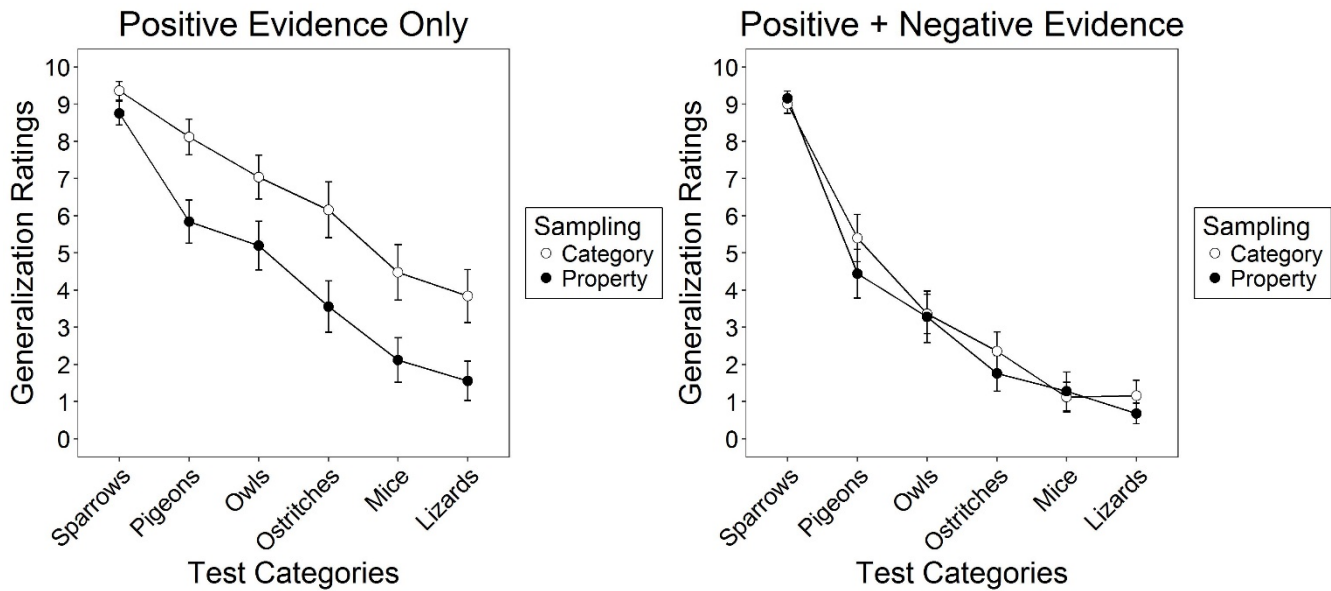 Positive Evidence Only
Generalization Ratings
10
9
8
7
6
5
4
3
2
1
0
Sparrows
Pigeons
Owls
Ostritches
Mice
Lizards
Test Categories
Sampling
Category
Property
Positive + Negative Evidence
Generalization Ratings
10
9
8
7
6
5
4
3
2
1
0
Sparrows
Pigeons
Owls
Ostritches
Mice
Lizards
Test Categories
Sampling
Category
Property